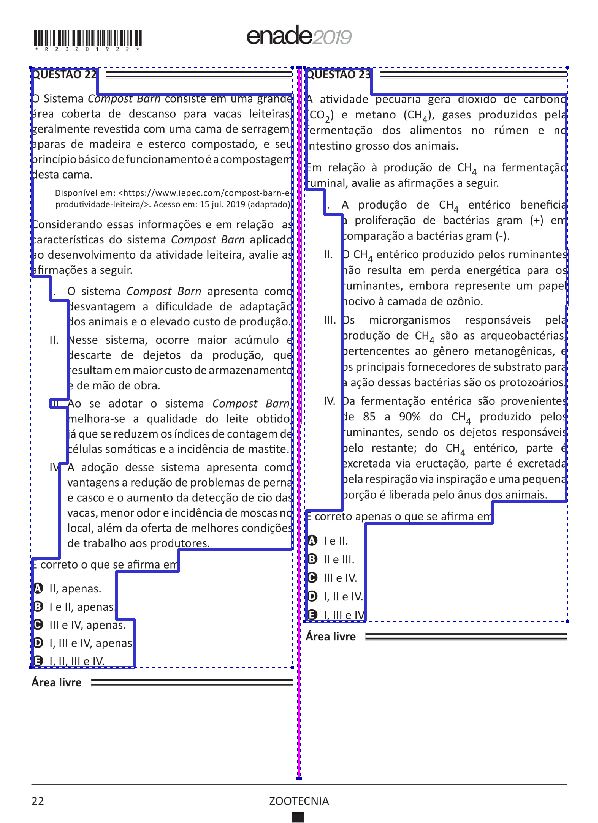 *R2220192​9*
enade2019
QUESTÃO 22
O Sistema Compost Barn consiste em uma grande
área coberta de descanso para vacas leiteiras,
geralmente revestida com uma cama de serragem,
aparas de madeira e esterco compostado, e seu
princípio básico de funcionamento é a compostagem
desta cama.
Disponível em: <https://www.iepec.com/compost-barn-e-
produtividade-leiteira/>. Acesso em: 15 jul. 2019 (adaptado).
Considerando essas informações e em relação as
características do sistema Compost Barn aplicado
ao desenvolvimento da atividade leiteira, avalie as
afirmações a seguir.
I. O sistema Compost Barn apresenta como
desvantagem a dificuldade de adaptação
dos animais e o elevado custo de produção.
II. Nesse sistema, ocorre maior acúmulo e
descarte de dejetos da produção, que
resultam em maior custo de armazenamento
e de mão de obra.
III. Ao se adotar o sistema Compost Barn,
melhora-se a qualidade do leite obtido,
já que se reduzem os índices de contagem de
células somáticas e a incidência de mastite.
IV. A adoção desse sistema apresenta como
vantagens a redução de problemas de perna
e casco e o aumento da detecção de cio das
vacas, menor odor e incidência de moscas no
local, além da oferta de melhores condições
de trabalho aos produtores.
É correto o que se afirma em
A II, apenas.
B I e II, apenas.
C III e IV, apenas.
D I, III e IV, apenas.
E I, II, III e IV.
Área livre
QUESTÃO 23
A atividade pecuária gera dióxido de carbono
(CO2) e metano (CH4), gases produzidos pela
fermentação dos alimentos no rúmen e no
intestino grosso dos animais.
Em relação à produção de CH4 na fermentação
ruminal, avalie as afirmações a seguir.
I. A produção de CH4 entérico beneficia
a proliferação de bactérias gram (+) em
comparação a bactérias gram (-).
II. O CH4 entérico produzido pelos ruminantes
não resulta em perda energética para os
ruminantes, embora represente um papel
nocivo à camada de ozônio.
III. Os microrganismos responsáveis pela
produção de CH4 são as arqueobactérias,
pertencentes ao gênero metanogênicas, e
os principais fornecedores de substrato para
a ação dessas bactérias são os protozoários.
IV. Da fermentação entérica são provenientes
de 85 a 90% do CH4 produzido pelos
ruminantes, sendo os dejetos responsáveis
pelo restante; do CH4 entérico, parte é
excretada via eructação, parte é excretada
pela respiração via inspiração e uma pequena
porção é liberada pelo ânus dos animais.
É correto apenas o que se afirma em
A I e II.
B II e III.
C III e IV.
D I, II e IV.
E I, III e IV.
Área livre
22
ZOOTECNIA